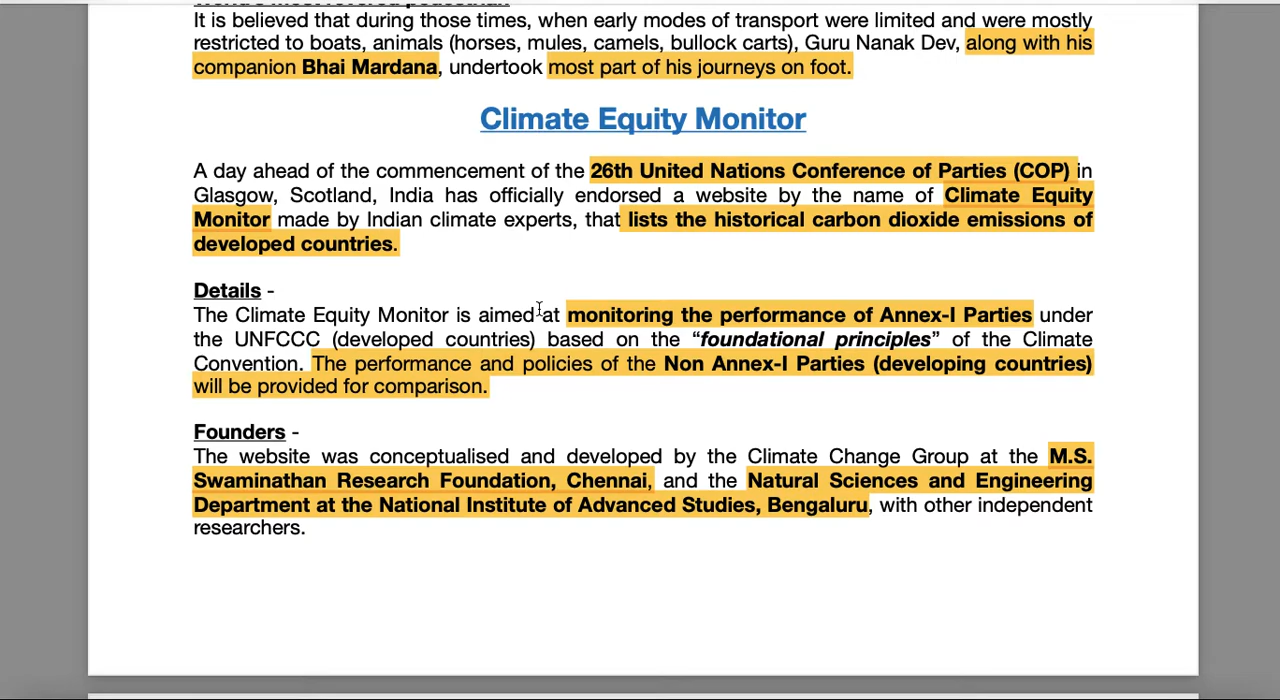 It is believed that during those times, when early modes of transport were limited and were mostly
restricted to boats, animals (horses, mules, camels, bullock carts), Guru Nanak Dev, along with his
companion Bhai Mardana, undertook most part of his journeys on foot.
Climate Equity Monitor
A day ahead of the commencement of the 26th United Nations Conference of Parties (COP) in
Glasgow, Scotland, India has officially endorsed a website by the name of Climate Equity
Monitor made by Indian climate experts, that lists the historical carbon dioxide emissions of
developed countries.
Details -
The Climate Equity Monitor is aimed at monitoring the performance of Annex-I Parties under
the UNFCCC (developed countries) based on the “foundational principles” of the Climate
Convention. The performance and policies of the Non Annex-I Parties (developing countries)
will be provided for comparison.
Founders -
The website was conceptualised and developed by the Climate Change Group at the M.S.
Swaminathan Research Foundation, Chennai, and the Natural Sciences and Engineering
Department at the National Institute of Advanced Studies, Bengaluru, with other independent
researchers.